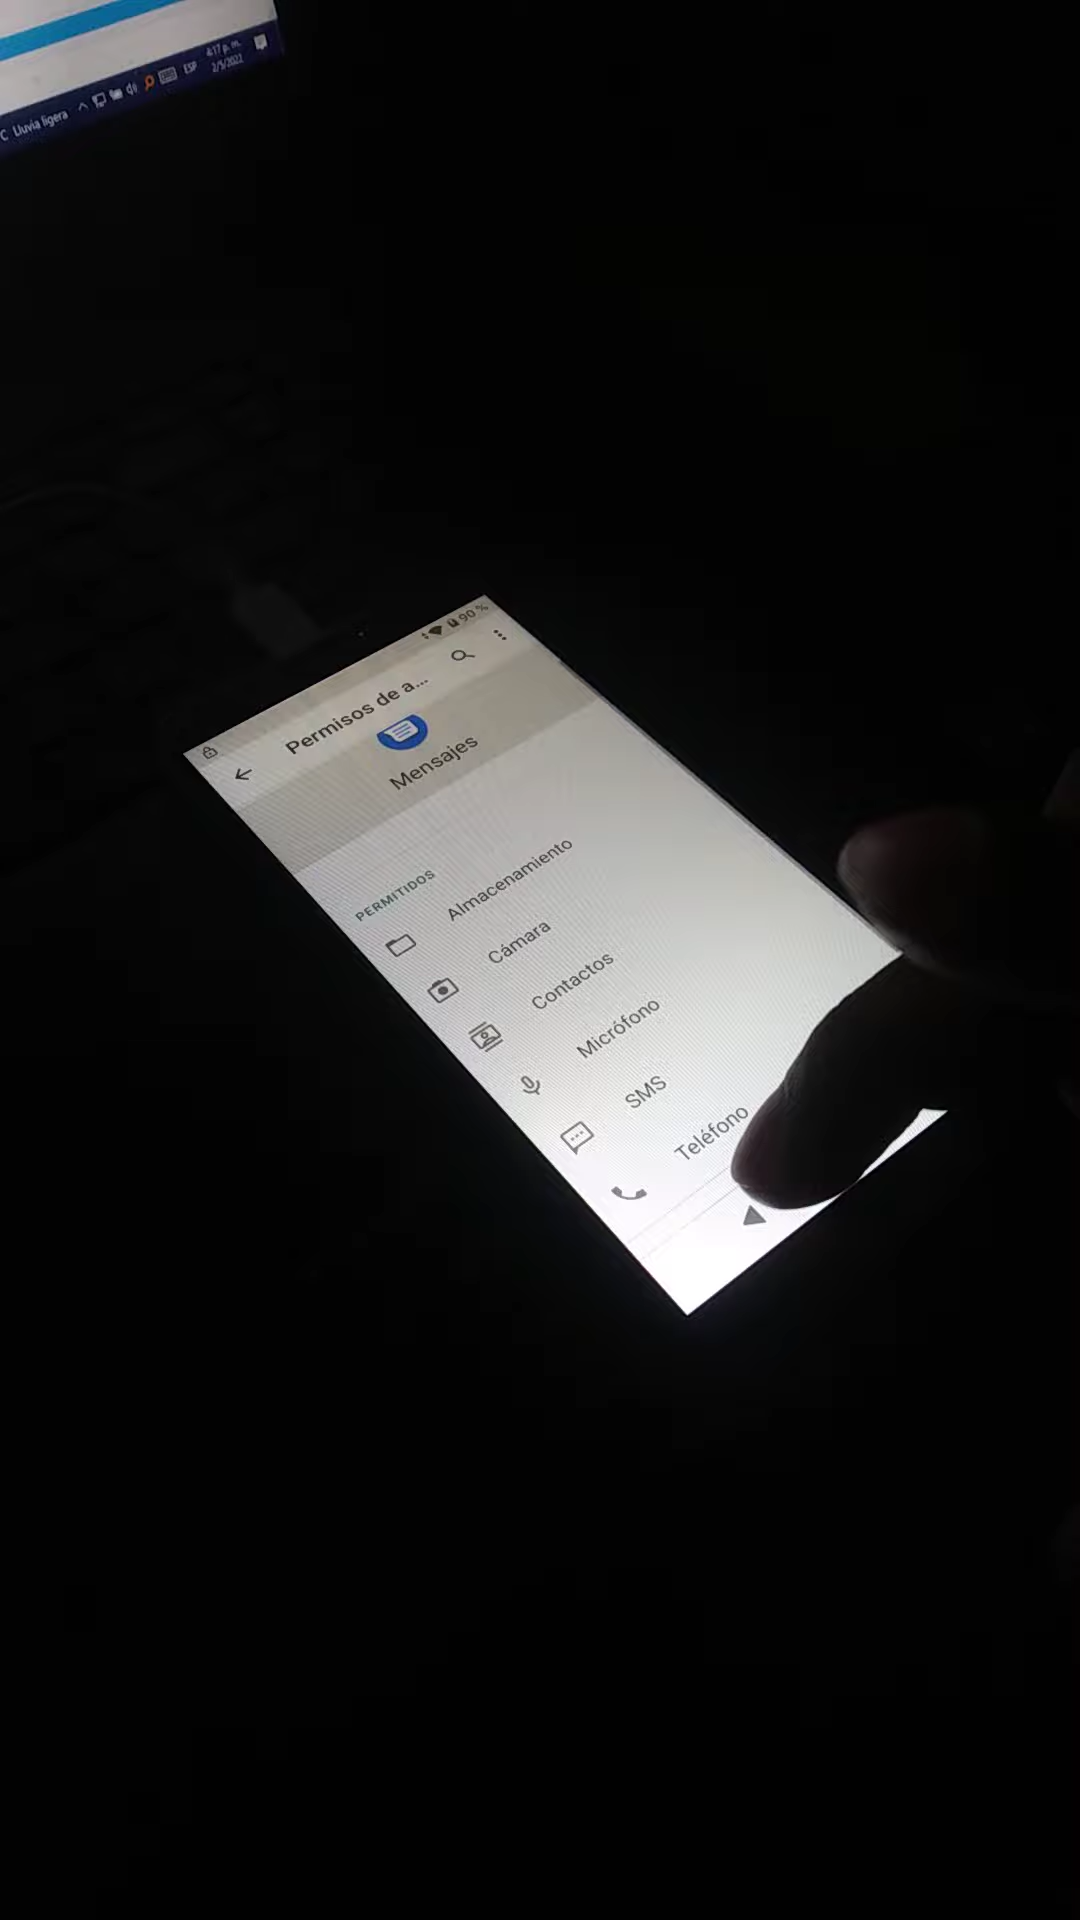 4:17 p. m.
C Lluvia ligera ESP 2/5/2022
90 %
Permisos de a...
Mensajes
PERMITIDOS
Almacenamiento
Cámara
Contactos
Micrófono
SMS
Teléfono